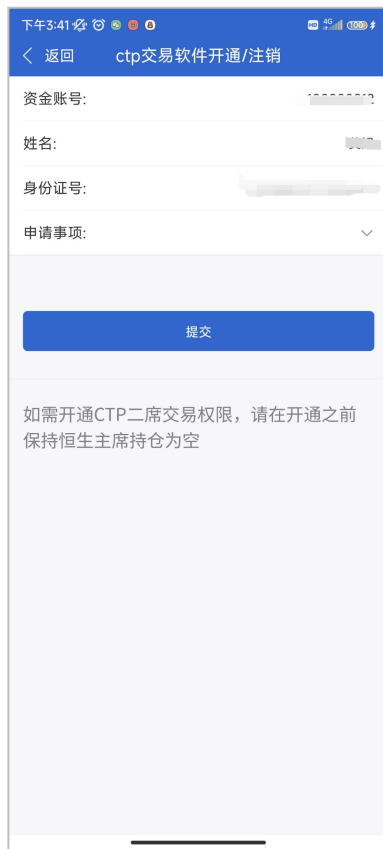 下午3:41
HD 4G 100
返回 ctp交易软件开通/注销
资金账号:
姓名:
身份证号:
申请事项:
提交
如需开通CTP二席交易权限，请在开通之前
保持恒生主席持仓为空